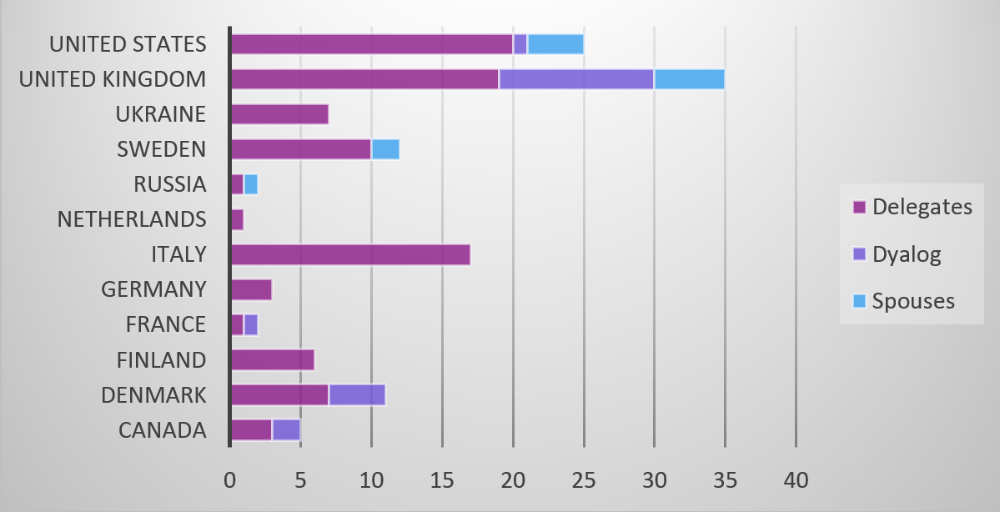 UNITED STATES
UNITED KINGDOM
UKRAINE
SWEDEN
RUSSIA
NETHERLANDS
ITALY
GERMANY
FRANCE
FINLAND
DENMARK
CANADA
0 5 10 15 20 25 30 35 40
Delegates
Dyalog
Spouses